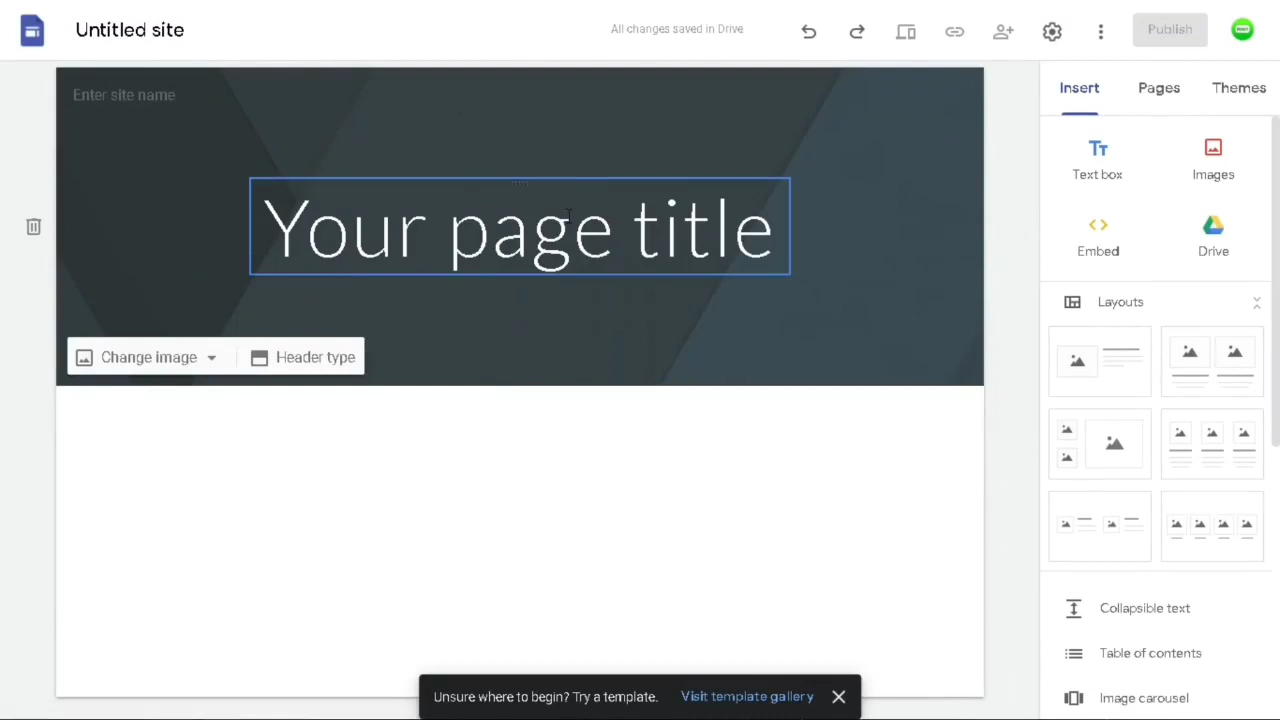 Untitled site
All changes saved in Drive
Publish
Enter site name
Your page title
Change image
Header type
Insert
Pages
Themes
Tт Text box
Images
Embed
Drive
Layouts
Collapsible text
Table of contents
Image carousel
Unsure where to begin? Try a template.
Visit template gallery